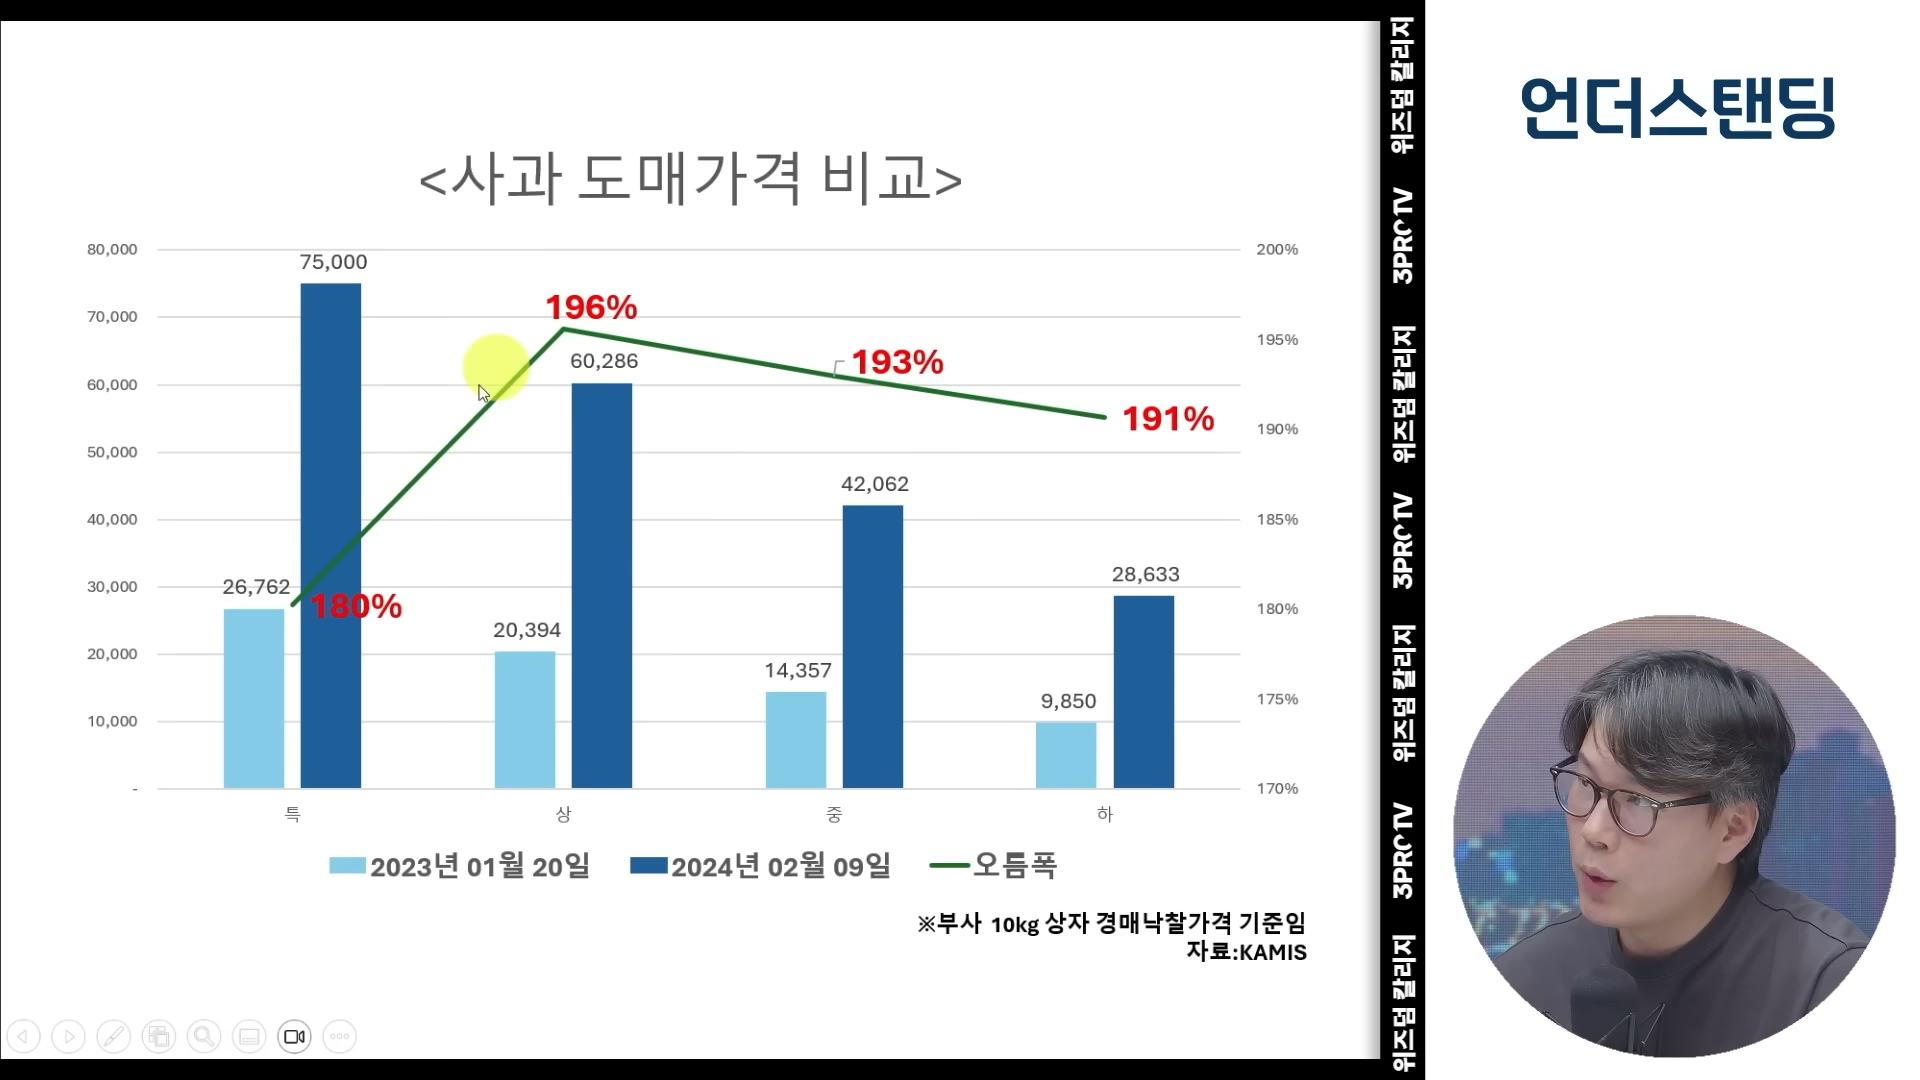 <사과 도매가격 비교>
80,000
70,000
60,000
50,000
40,000
30,000
20,000
10,000
-
200%
195%
190%
185%
180%
175%
170%
26,762
75,000
180%
20,394
60,286
196%
14,357
42,062
193%
9,850
28,633
191%
특
상
중
하
2023년 01월 20일
2024년 02월 09일
오름폭
※부사 10kg 상자 경매낙찰가격 기준임
자료:KAMIS
위즈덤 칼리지
3PROTV
위즈덤 칼리지
3PROTV
위즈덤 칼리지
3PROTV
위즈덤 칼리지
언더스탠딩